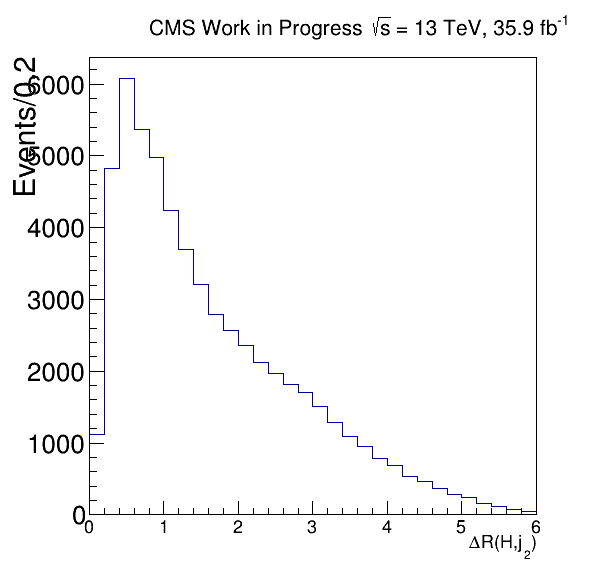 CMS Work in Progress √s = 13 TeV, 35.9 fb⁻¹
Events/0.2
6000
5000
4000
3000
2000
1000
0
0 1 2 3 4 5 6
ΔR(H,j₂)